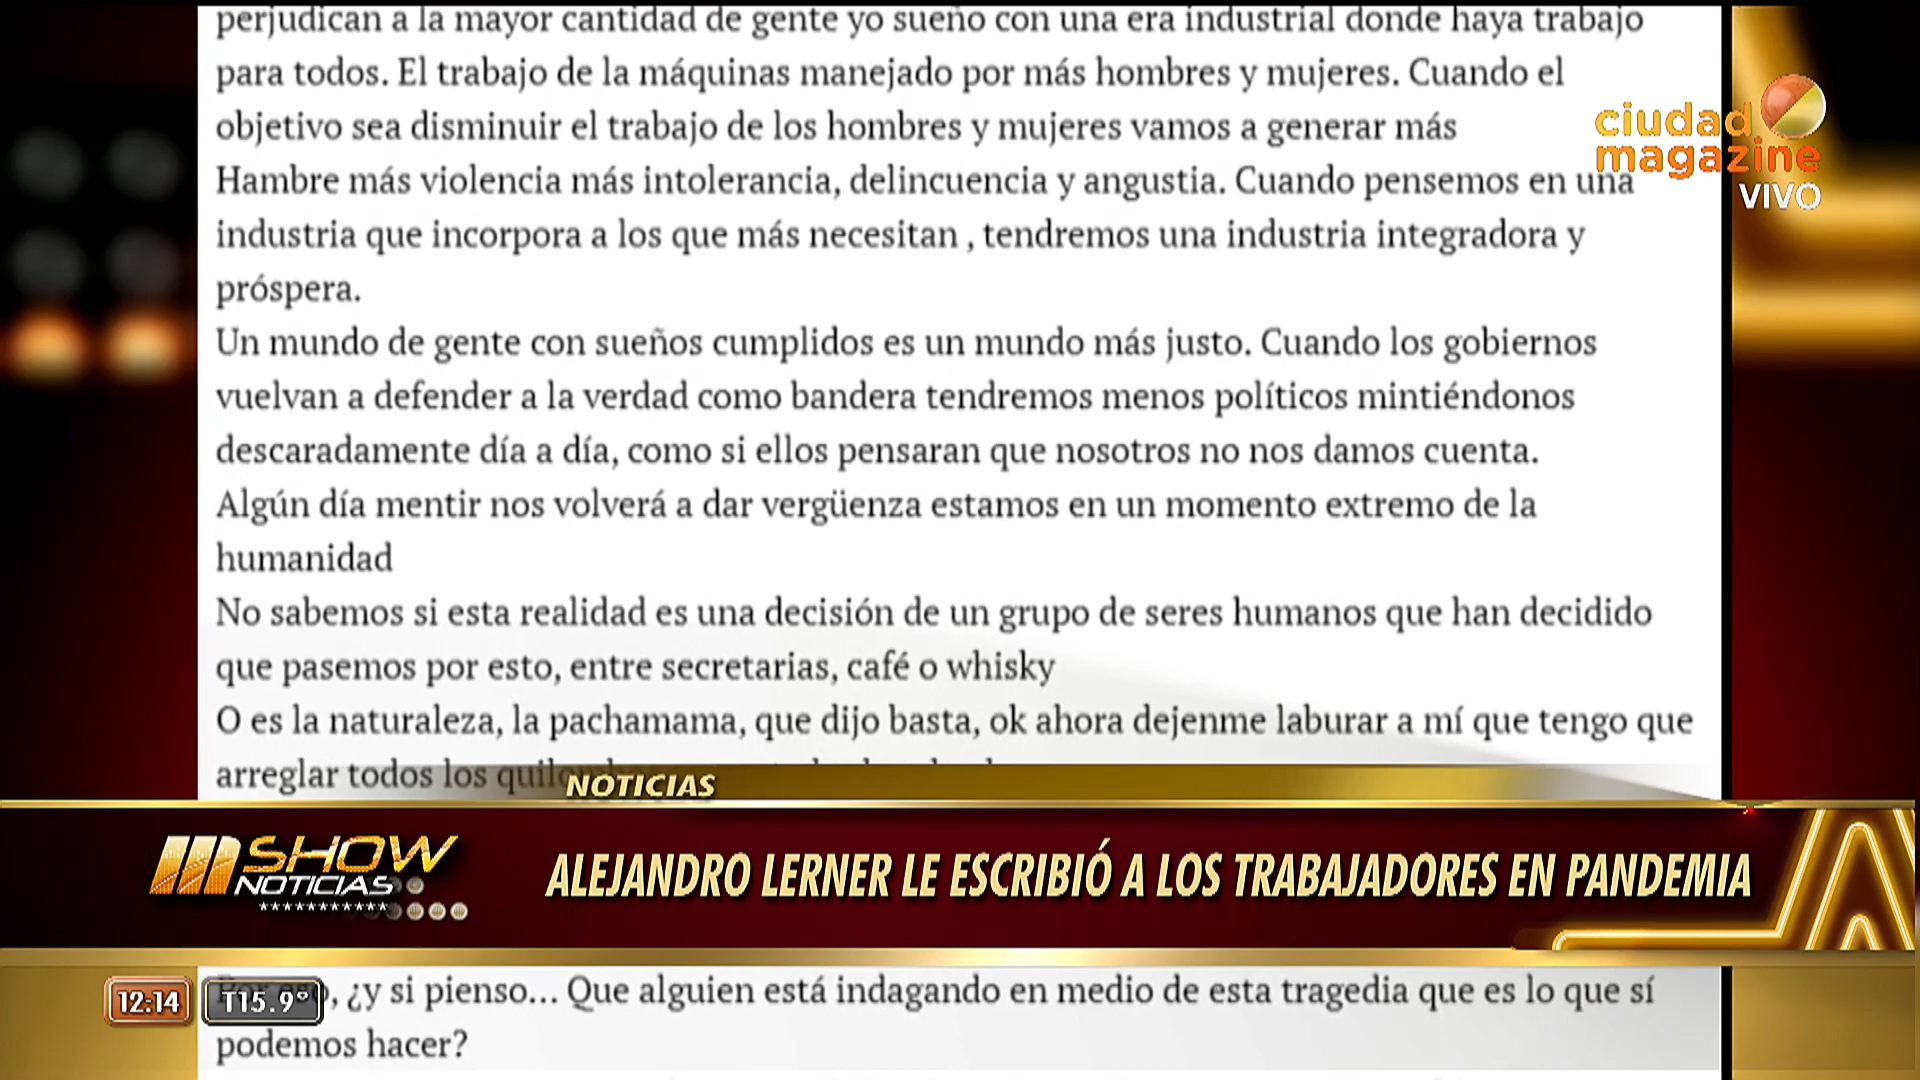 perjudican a la mayor cantidad de gente yo sueño con una era industrial donde haya trabajo
para todos. El trabajo de la máquinas manejado por más hombres y mujeres. Cuando el
objetivo sea disminuir el trabajo de los hombres y mujeres vamos a generar más
Hambre más violencia más intolerancia, delincuencia y angustia. Cuando pensemos en una
industria que incorpora a los que más necesitan , tendremos una industria integradora y
próspera.
Un mundo de gente con sueños cumplidos es un mundo más justo. Cuando los gobiernos
vuelvan a defender a la verdad como bandera tendremos menos políticos mintiéndonos
descaradamente día a día, como si ellos pensaran que nosotros no nos damos cuenta.
Algún día mentir nos volverá a dar vergüenza estamos en un momento extremo de la
humanidad
No sabemos si esta realidad es una decisión de un grupo de seres humanos que han decidido
que pasemos por esto, entre secretarias, café o whisky
O es la naturaleza, la pachamama, que dijo basta, ok ahora dejenme laburar a mí que tengo que
arreglar todos los
ciudad
magazine
VIVO
NOTICIAS
SHOW
NOTICIAS
ALEJANDRO LERNER LE ESCRIBIÓ A LOS TRABAJADORES EN PANDEMIA
12:14
T15.9°
, ¿y si pienso... Que alguien está indagando en medio de esta tragedia que es lo que sí
podemos hacer?